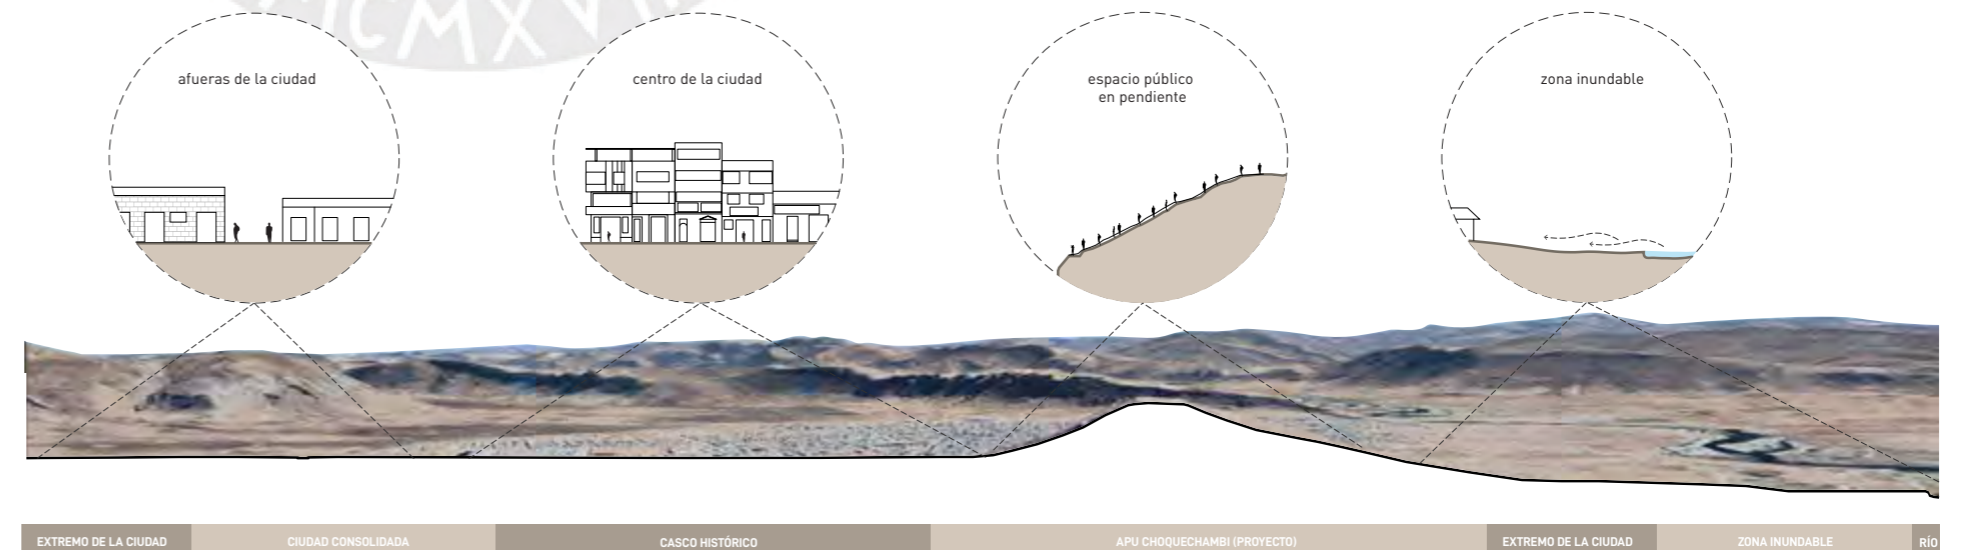 MCMXVII
afueras de la ciudad
centro de la ciudad
espacio público
en pendiente
zona inundable
EXTREMO DE LA CIUDAD
CIUDAD CONSOLIDADA
CASCO HISTÓRICO
APU CHOQUECHAMBI (PROYECTO)
EXTREMO DE LA CIUDAD
ZONA INUNDABLE
RÍO